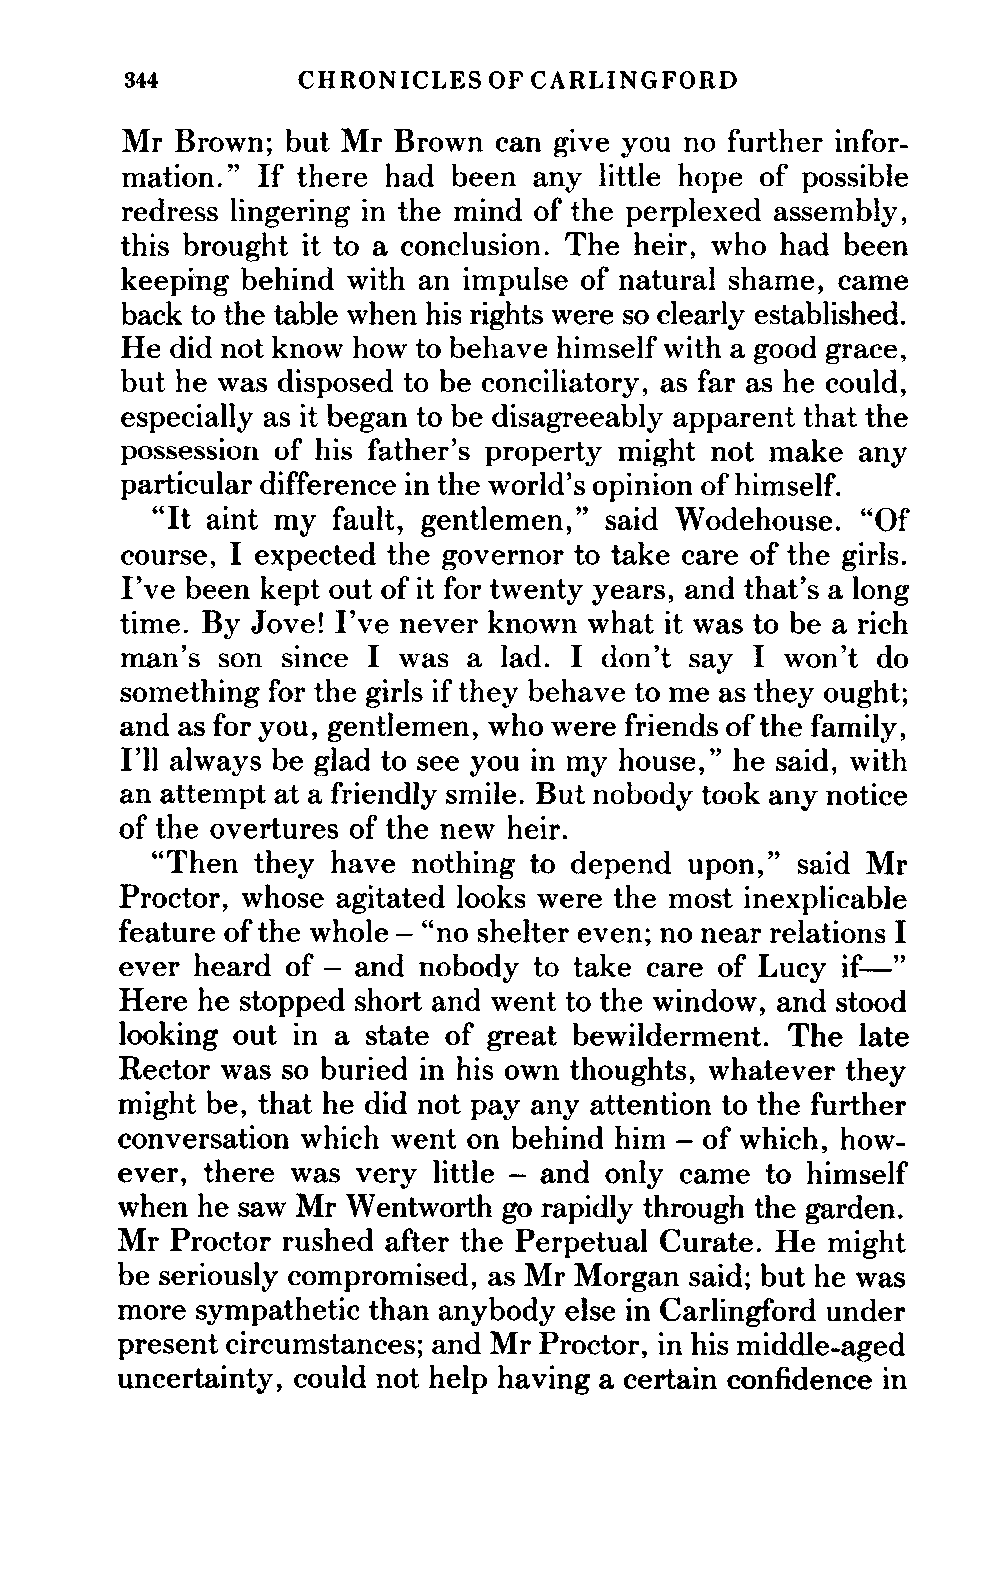 344 CHRONICLES OF CARLINGFORD
Mr Brown; but Mr Brown can give you no further infor-
mation.” If there had been any little hope of possible
redress lingering in the mind of the perplexed assembly,
this brought it to a conclusion. The heir, who had been
keeping behind with an impulse of natural shame, came
back to the table when his rights were so clearly established.
He did not know how to behave himself with a good grace,
but he was disposed to be conciliatory, as far as he could,
especially as it began to be disagreeably apparent that the
possession of his father’s property might not make any
particular difference in the world’s opinion of himself.
“It aint my fault, gentlemen,” said Wodehouse. “Of
course, I expected the governor to take care of the girls.
I’ve been kept out of it for twenty years, and that’s a long
time. By Jove! I’ve never known what it was to be a rich
man’s son since I was a lad. I don’t say I won’t do
something for the girls if they behave to me as they ought;
and as for you, gentlemen, who were friends of the family,
I’ll always be glad to see you in my house,” he said, with
an attempt at a friendly smile. But nobody took any notice
of the overtures of the new heir.
“Then they have nothing to depend upon,” said Mr
Proctor, whose agitated looks were the most inexplicable
feature of the whole – “no shelter even; no near relations I
ever heard of – and nobody to take care of Lucy if—”
Here he stopped short and went to the window, and stood
looking out in a state of great bewilderment. The late
Rector was so buried in his own thoughts, whatever they
might be, that he did not pay any attention to the further
conversation which went on behind him – of which, how-
ever, there was very little – and only came to himself
when he saw Mr Wentworth go rapidly through the garden.
Mr Proctor rushed after the Perpetual Curate. He might
be seriously compromised, as Mr Morgan said; but he was
more sympathetic than anybody else in Carlingford under
present circumstances; and Mr Proctor, in his middle-aged
uncertainty, could not help having a certain confidence in